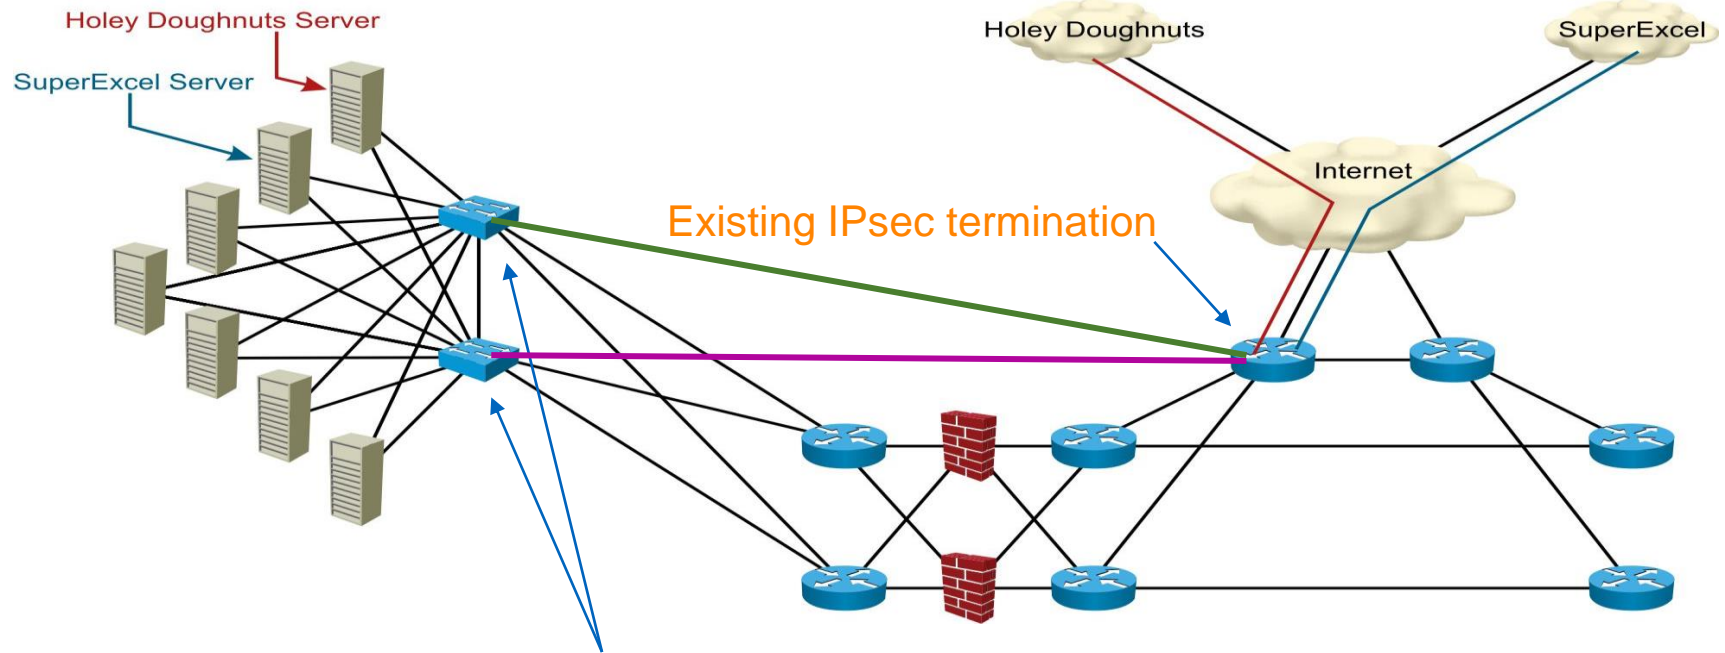 Holey Doughnuts Server
SuperExcel Server
Holey Doughnuts
SuperExcel
Internet
Existing IPsec termination